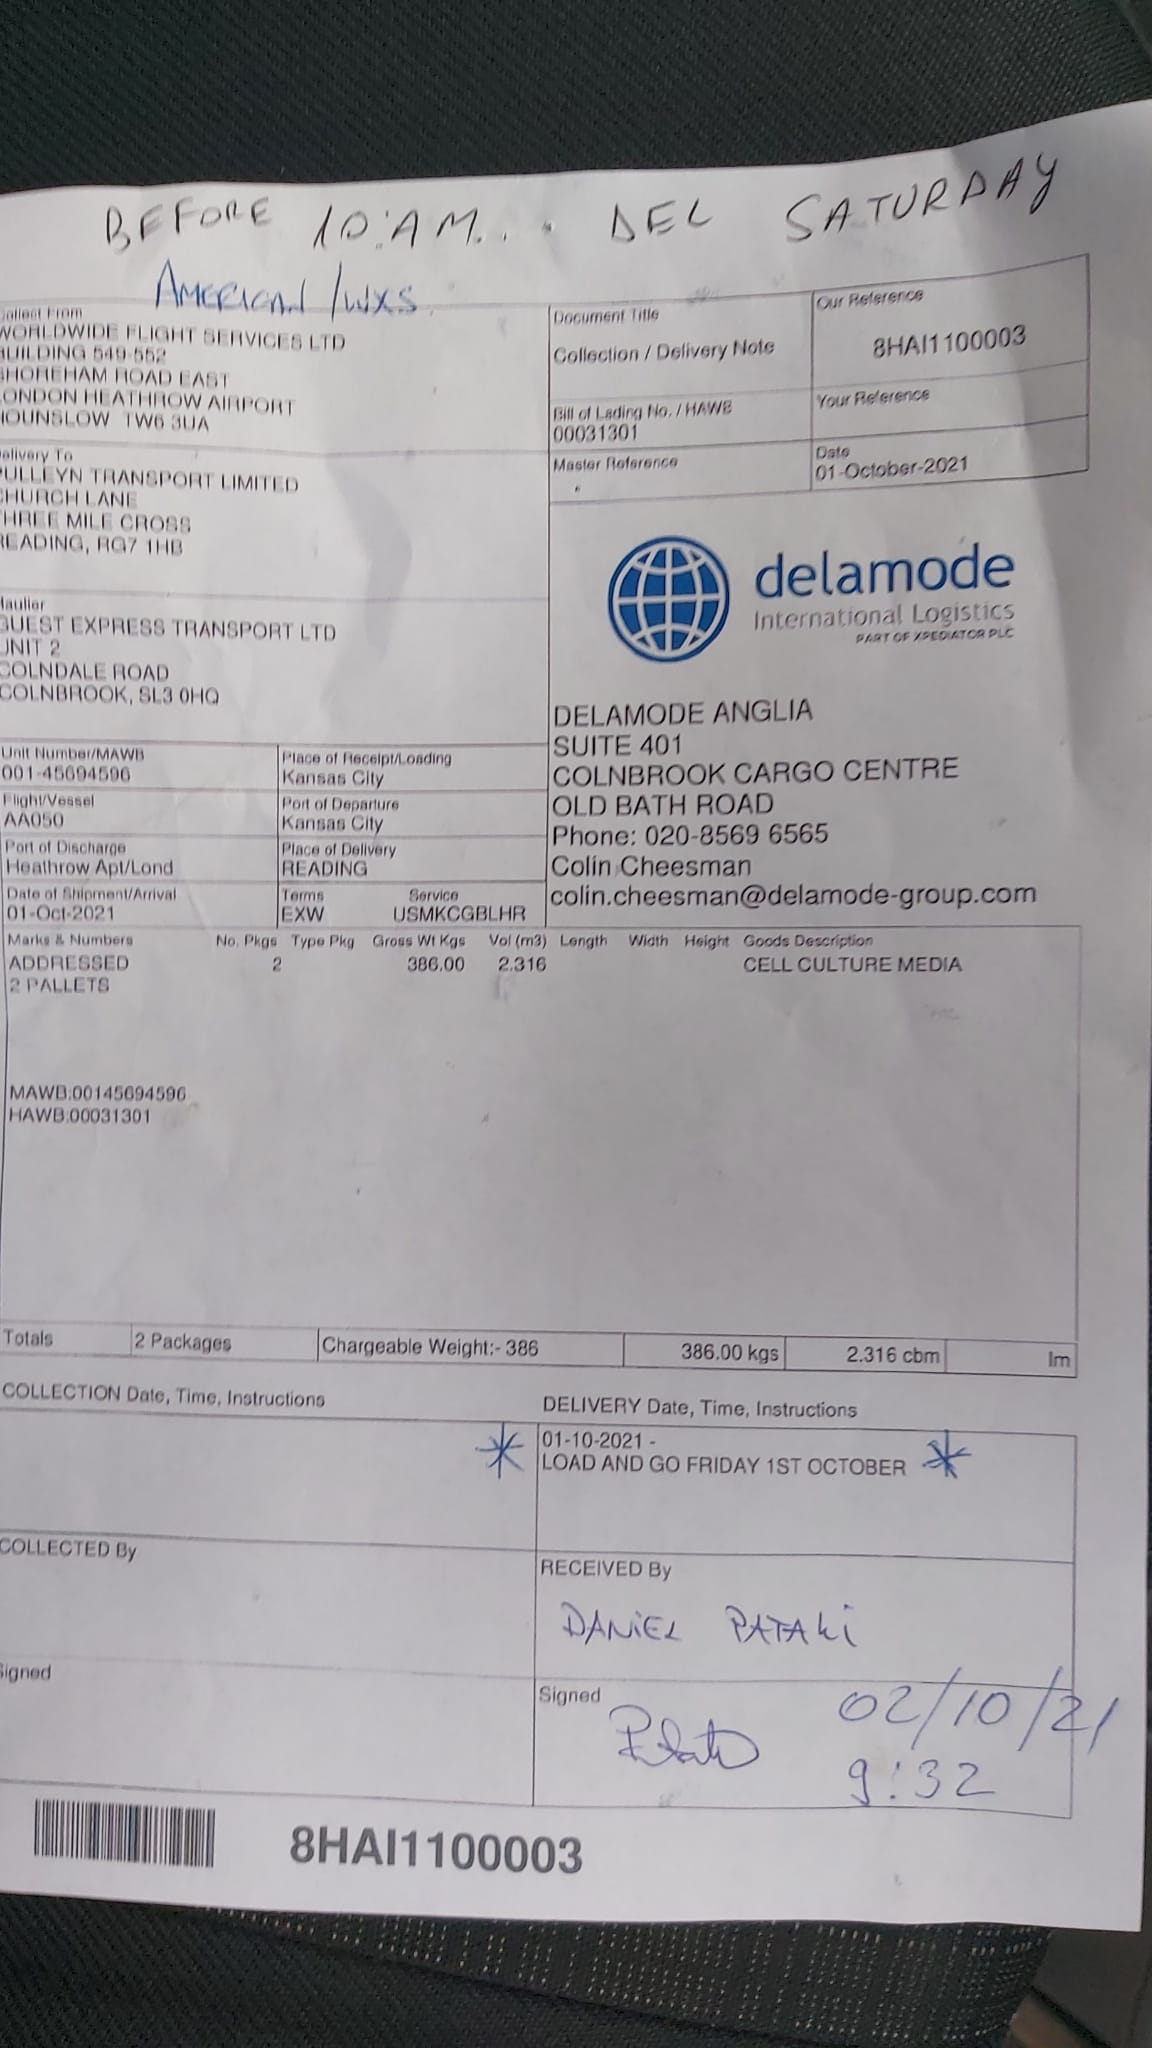 BEFORE 10:AM.. . DEL SATURDAY
AMERICAN /WXS
ollect From
WORLDWIDE FLIGHT SERVICES LTD
UILDING 549-552
SHOREHAM ROAD EAST
ONDON HEATHROW AIRPORT
HOUNSLOW TW6 3UA
Document Title
Collection / Delivery Note
Our Reference
8HAI1100003
Bill of Lading No. / HAWB
00031301
Your Reference
Master Reference
Date
01-October-2021
elivery To
PULLEYN TRANSPORT LIMITED
CHURCH LANE
THREE MILE CROSS
READING, RG7 1HB
delamode
International Logistics
PART OF XPEDIATOR PLC
Haulier
GUEST EXPRESS TRANSPORT LTD
UNIT 2
COLNDALE ROAD
COLNBROOK, SL3 0HQ
DELAMODE ANGLIA
SUITE 401
COLNBROOK CARGO CENTRE
OLD BATH ROAD
Phone: 020-8569 6565
Colin Cheesman
colin.cheesman@delamode-group.com
Unit Number/MAWB
001-45694596
Place of Receipt/Loading
Kansas City
Flight/Vessel
AA050
Port of Departure
Kansas City
Port of Discharge
Heathrow Apt/Lond
Place of Delivery
READING
Date of Shipment/Arrival
01-Oct-2021
Terms Service
EXW USMKCGBLHR
Marks & Numbers No. Pkgs Type Pkg Gross Wt Kgs Vol (m3) Length Width Height Goods Description
ADDRESSED 2 386.00 2.316 CELL CULTURE MEDIA
2 PALLETS
MAWB:00145694596
HAWB:00031301
Totals 2 Packages Chargeable Weight:- 386 386.00 kgs 2.316 cbm lm
COLLECTION Date, Time, Instructions
DELIVERY Date, Time, Instructions
01-10-2021 -
LOAD AND GO FRIDAY 1ST OCTOBER
COLLECTED By
RECEIVED By
DANIEL PATAKI
Signed
Signed
02/10/21
9:32
8HAI1100003